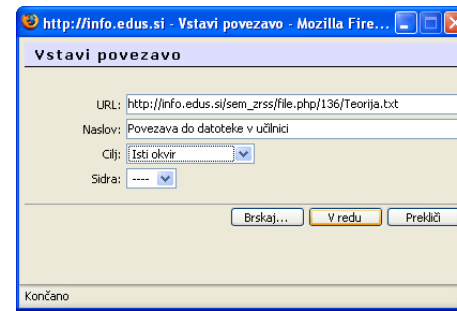 http://info.edus.si - Vstavi povezavo - Mozilla Fire...
Vstavi povezavo
URL: http://info.edus.si/sem_zrss/file.php/136/Teorija.txt
Naslov: Povezava do datoteke v učilnici
Cilj: Isti okvir
Sidra: ----
Brskaj... V redu Prekliči
Končano